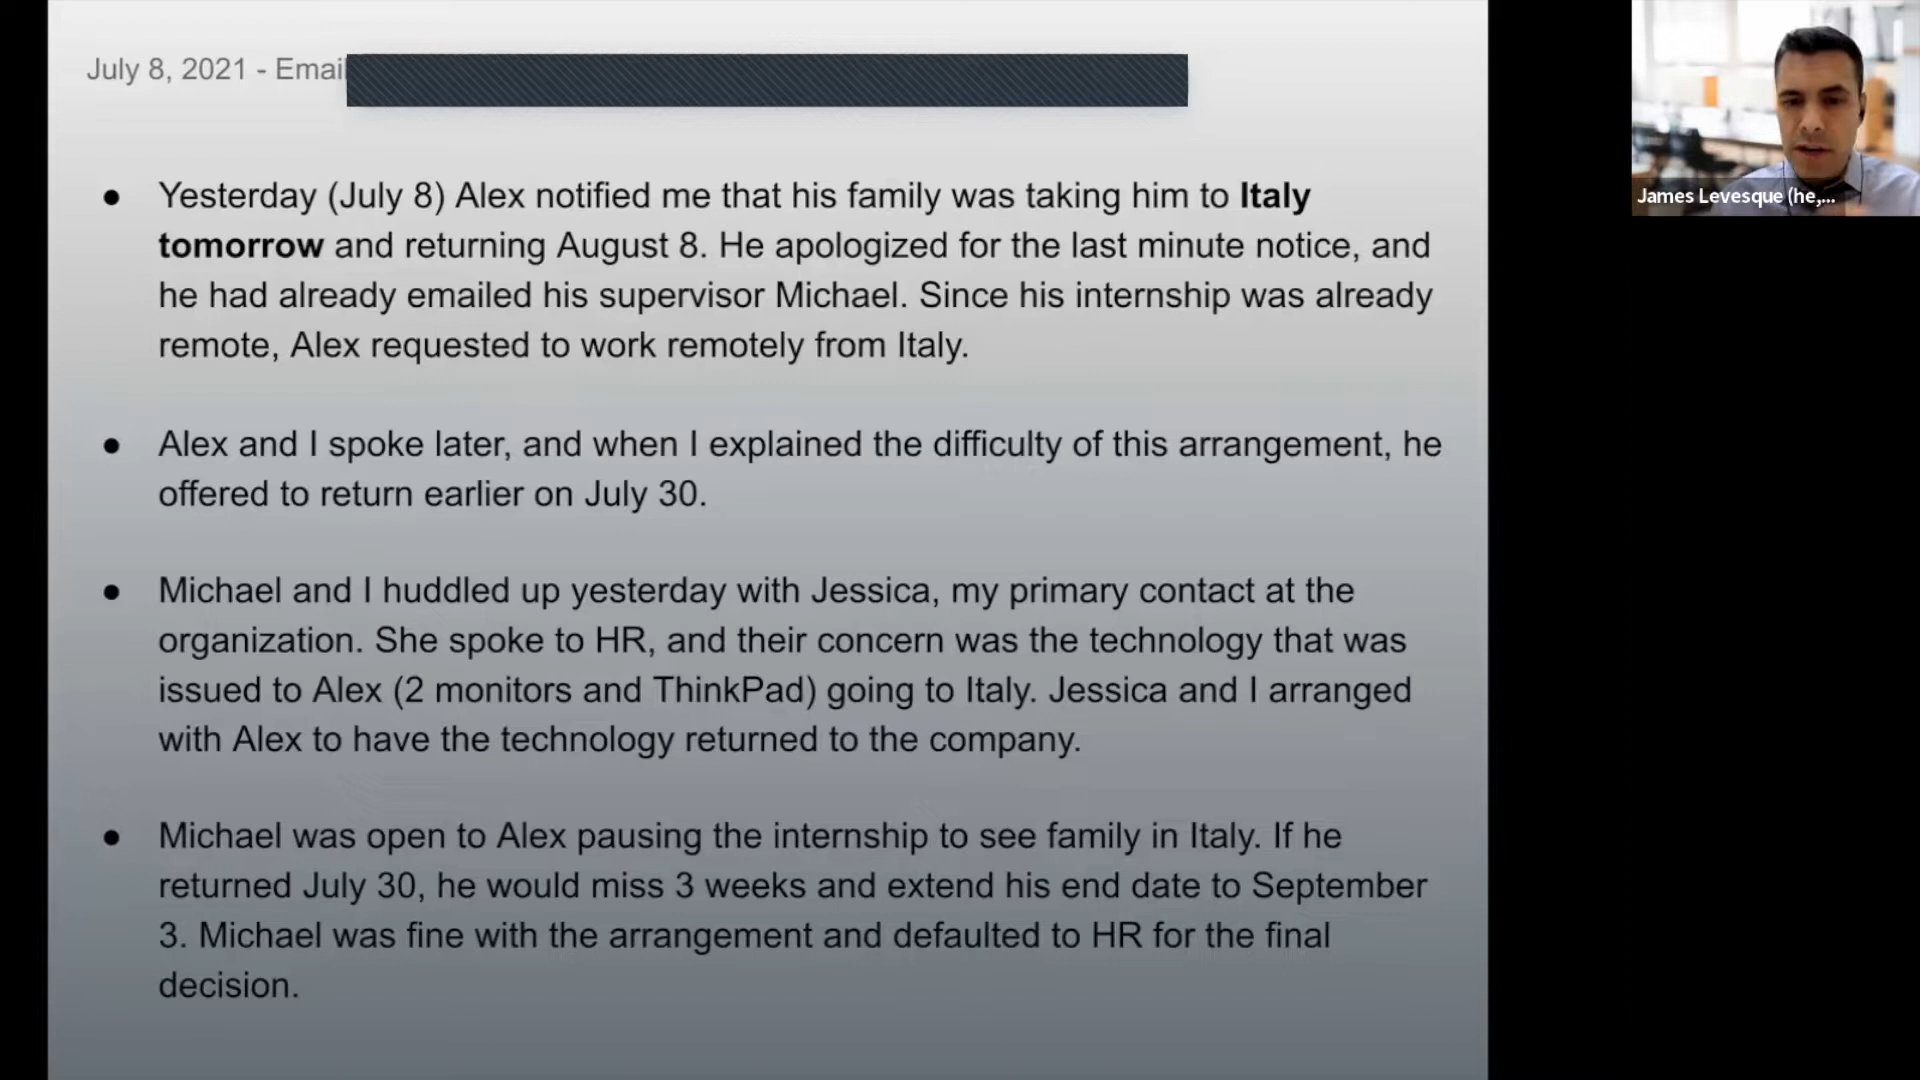 July 8, 2021 - Email
Yesterday (July 8) Alex notified me that his family was taking him to Italy
tomorrow and returning August 8. He apologized for the last minute notice, and
he had already emailed his supervisor Michael. Since his internship was already
remote, Alex requested to work remotely from Italy.
Alex and I spoke later, and when I explained the difficulty of this arrangement, he
offered to return earlier on July 30.
Michael and I huddled up yesterday with Jessica, my primary contact at the
organization. She spoke to HR, and their concern was the technology that was
issued to Alex (2 monitors and ThinkPad) going to Italy. Jessica and I arranged
with Alex to have the technology returned to the company.
Michael was open to Alex pausing the internship to see family in Italy. If he
returned July 30, he would miss 3 weeks and extend his end date to September
3. Michael was fine with the arrangement and defaulted to HR for the final
decision.
James Levesque (he,...